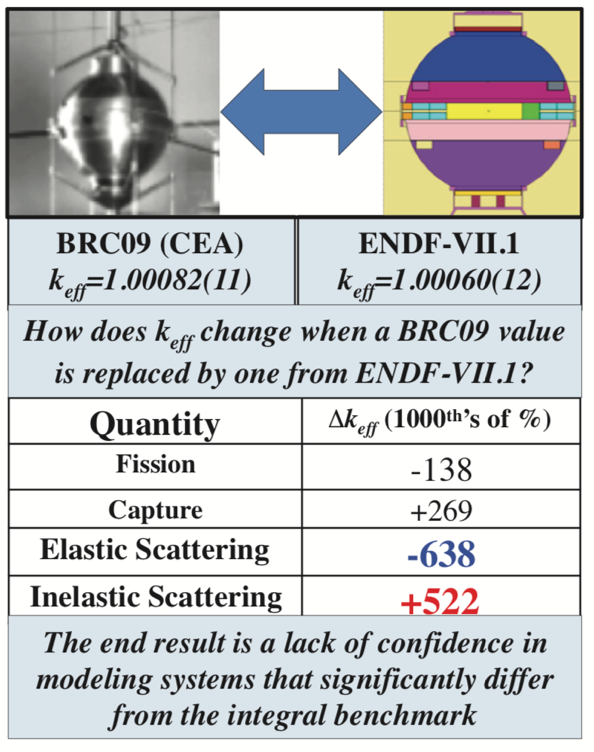 BRC09 (CEA)
keff=1.00082(11)
ENDF-VII.1
keff=1.00060(12)
How does keff change when a BRC09 value
is replaced by one from ENDF-VII.1?
Quantity
Δkeff (1000th's of %)
Fission
-138
Capture
+269
Elastic Scattering
-638
Inelastic Scattering
+522
The end result is a lack of confidence in
modeling systems that significantly differ
from the integral benchmark